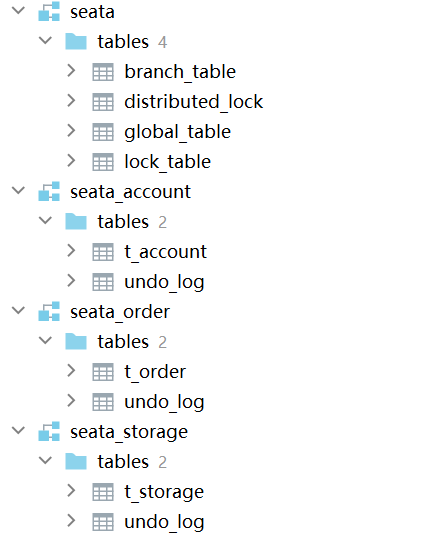 seata
tables 4
branch_table
distributed_lock
global_table
lock_table
seata_account
tables 2
t_account
undo_log
seata_order
tables 2
t_order
undo_log
seata_storage
tables 2
t_storage
undo_log